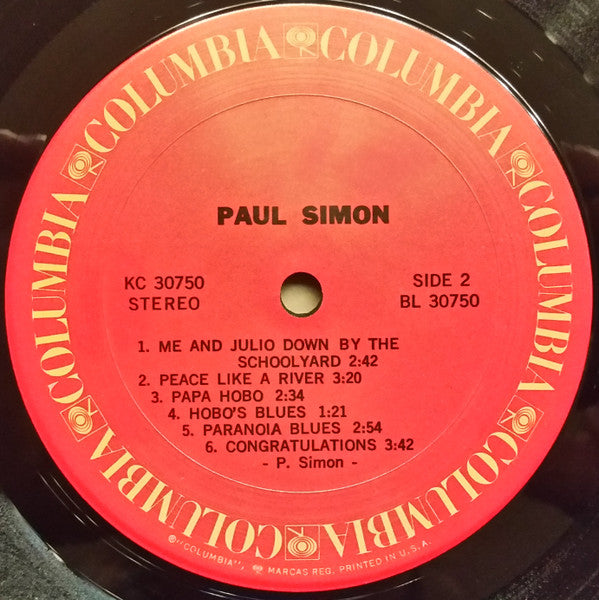 COLUMBIA COLUMBIA COLUMBIA COLUMBIA COLUMBIA COLUMBIA COLUMBIA COLUMBIA
PAUL SIMON
KC 30750
STEREO
SIDE 2
BL 30750
1. ME AND JULIO DOWN BY THE
SCHOOLYARD 2:42
2. PEACE LIKE A RIVER 3:20
3. PAPA HOBO 2:34
4. HOBO'S BLUES 1:21
5. PARANOIA BLUES 2:54
6. CONGRATULATIONS 3:42
- P. Simon -
®"COLUMBIA", MARCAS REG. PRINTED IN U.S.A.